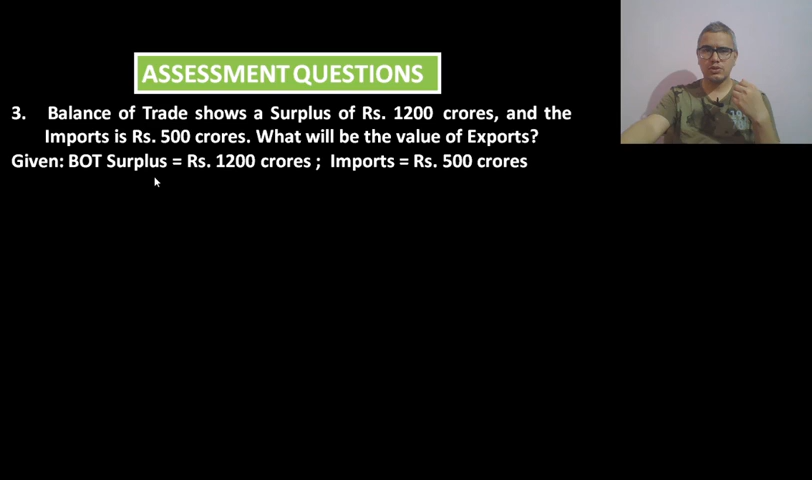 ASSESSMENT QUESTIONS
3. Balance of Trade shows a Surplus of Rs. 1200 crores, and the
Imports is Rs. 500 crores. What will be the value of Exports?
Given: BOT Surplus = Rs. 1200 crores ; Imports = Rs. 500 crores